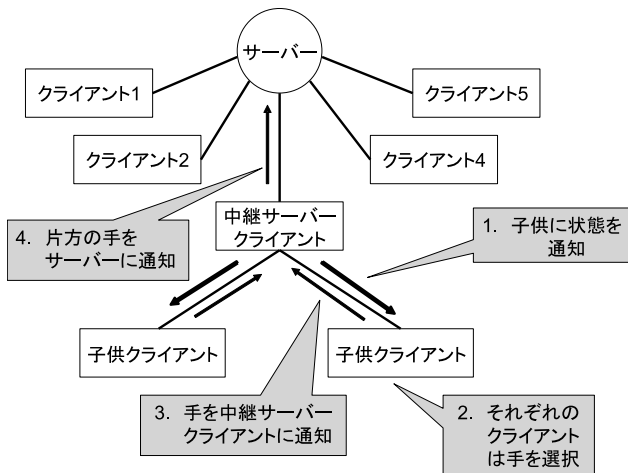 サーバー
クライアント1
クライアント5
クライアント2
クライアント4
中継サーバー
クライアント
4. 片方の手を
サーバーに通知
1. 子供に状態を
通知
子供クライアント
子供クライアント
3. 手を中継サーバー
クライアントに通知
2. それぞれの
クライアント
は手を選択